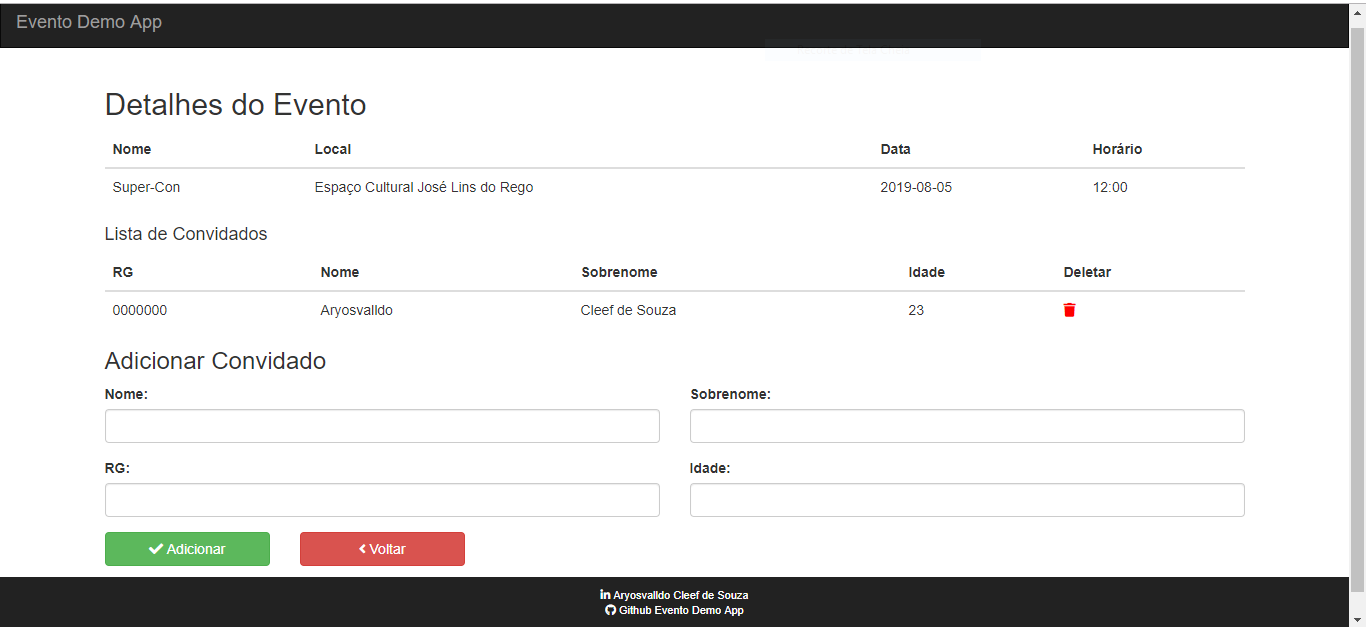 Evento Demo App
Detalhes do Evento
Nome Local Data Horário
Super-Con Espaço Cultural José Lins do Rego 2019-08-05 12:00
Lista de Convidados
RG Nome Sobrenome Idade Deletar
0000000 Aryosvalldo Cleef de Souza 23
Adicionar Convidado
Nome: Sobrenome:
RG: Idade:
Adicionar Voltar
in Aryosvalldo Cleef de Souza
Github Evento Demo App